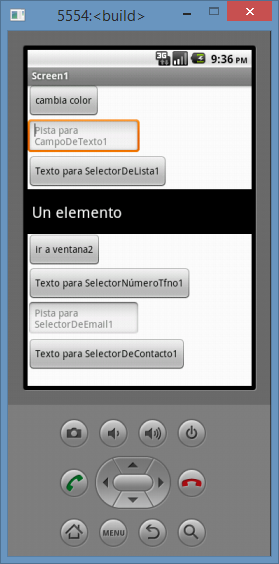 5554:<build>
3G 9:36 PM
Screen1
cambia color
Pista para
CampoDeTexto1
Texto para SelectorDeLista1
Un elemento
ir a ventana2
Texto para SelectorNúmeroTfno1
Pista para
SelectorDeEmail1
Texto para SelectorDeContacto1
MENU